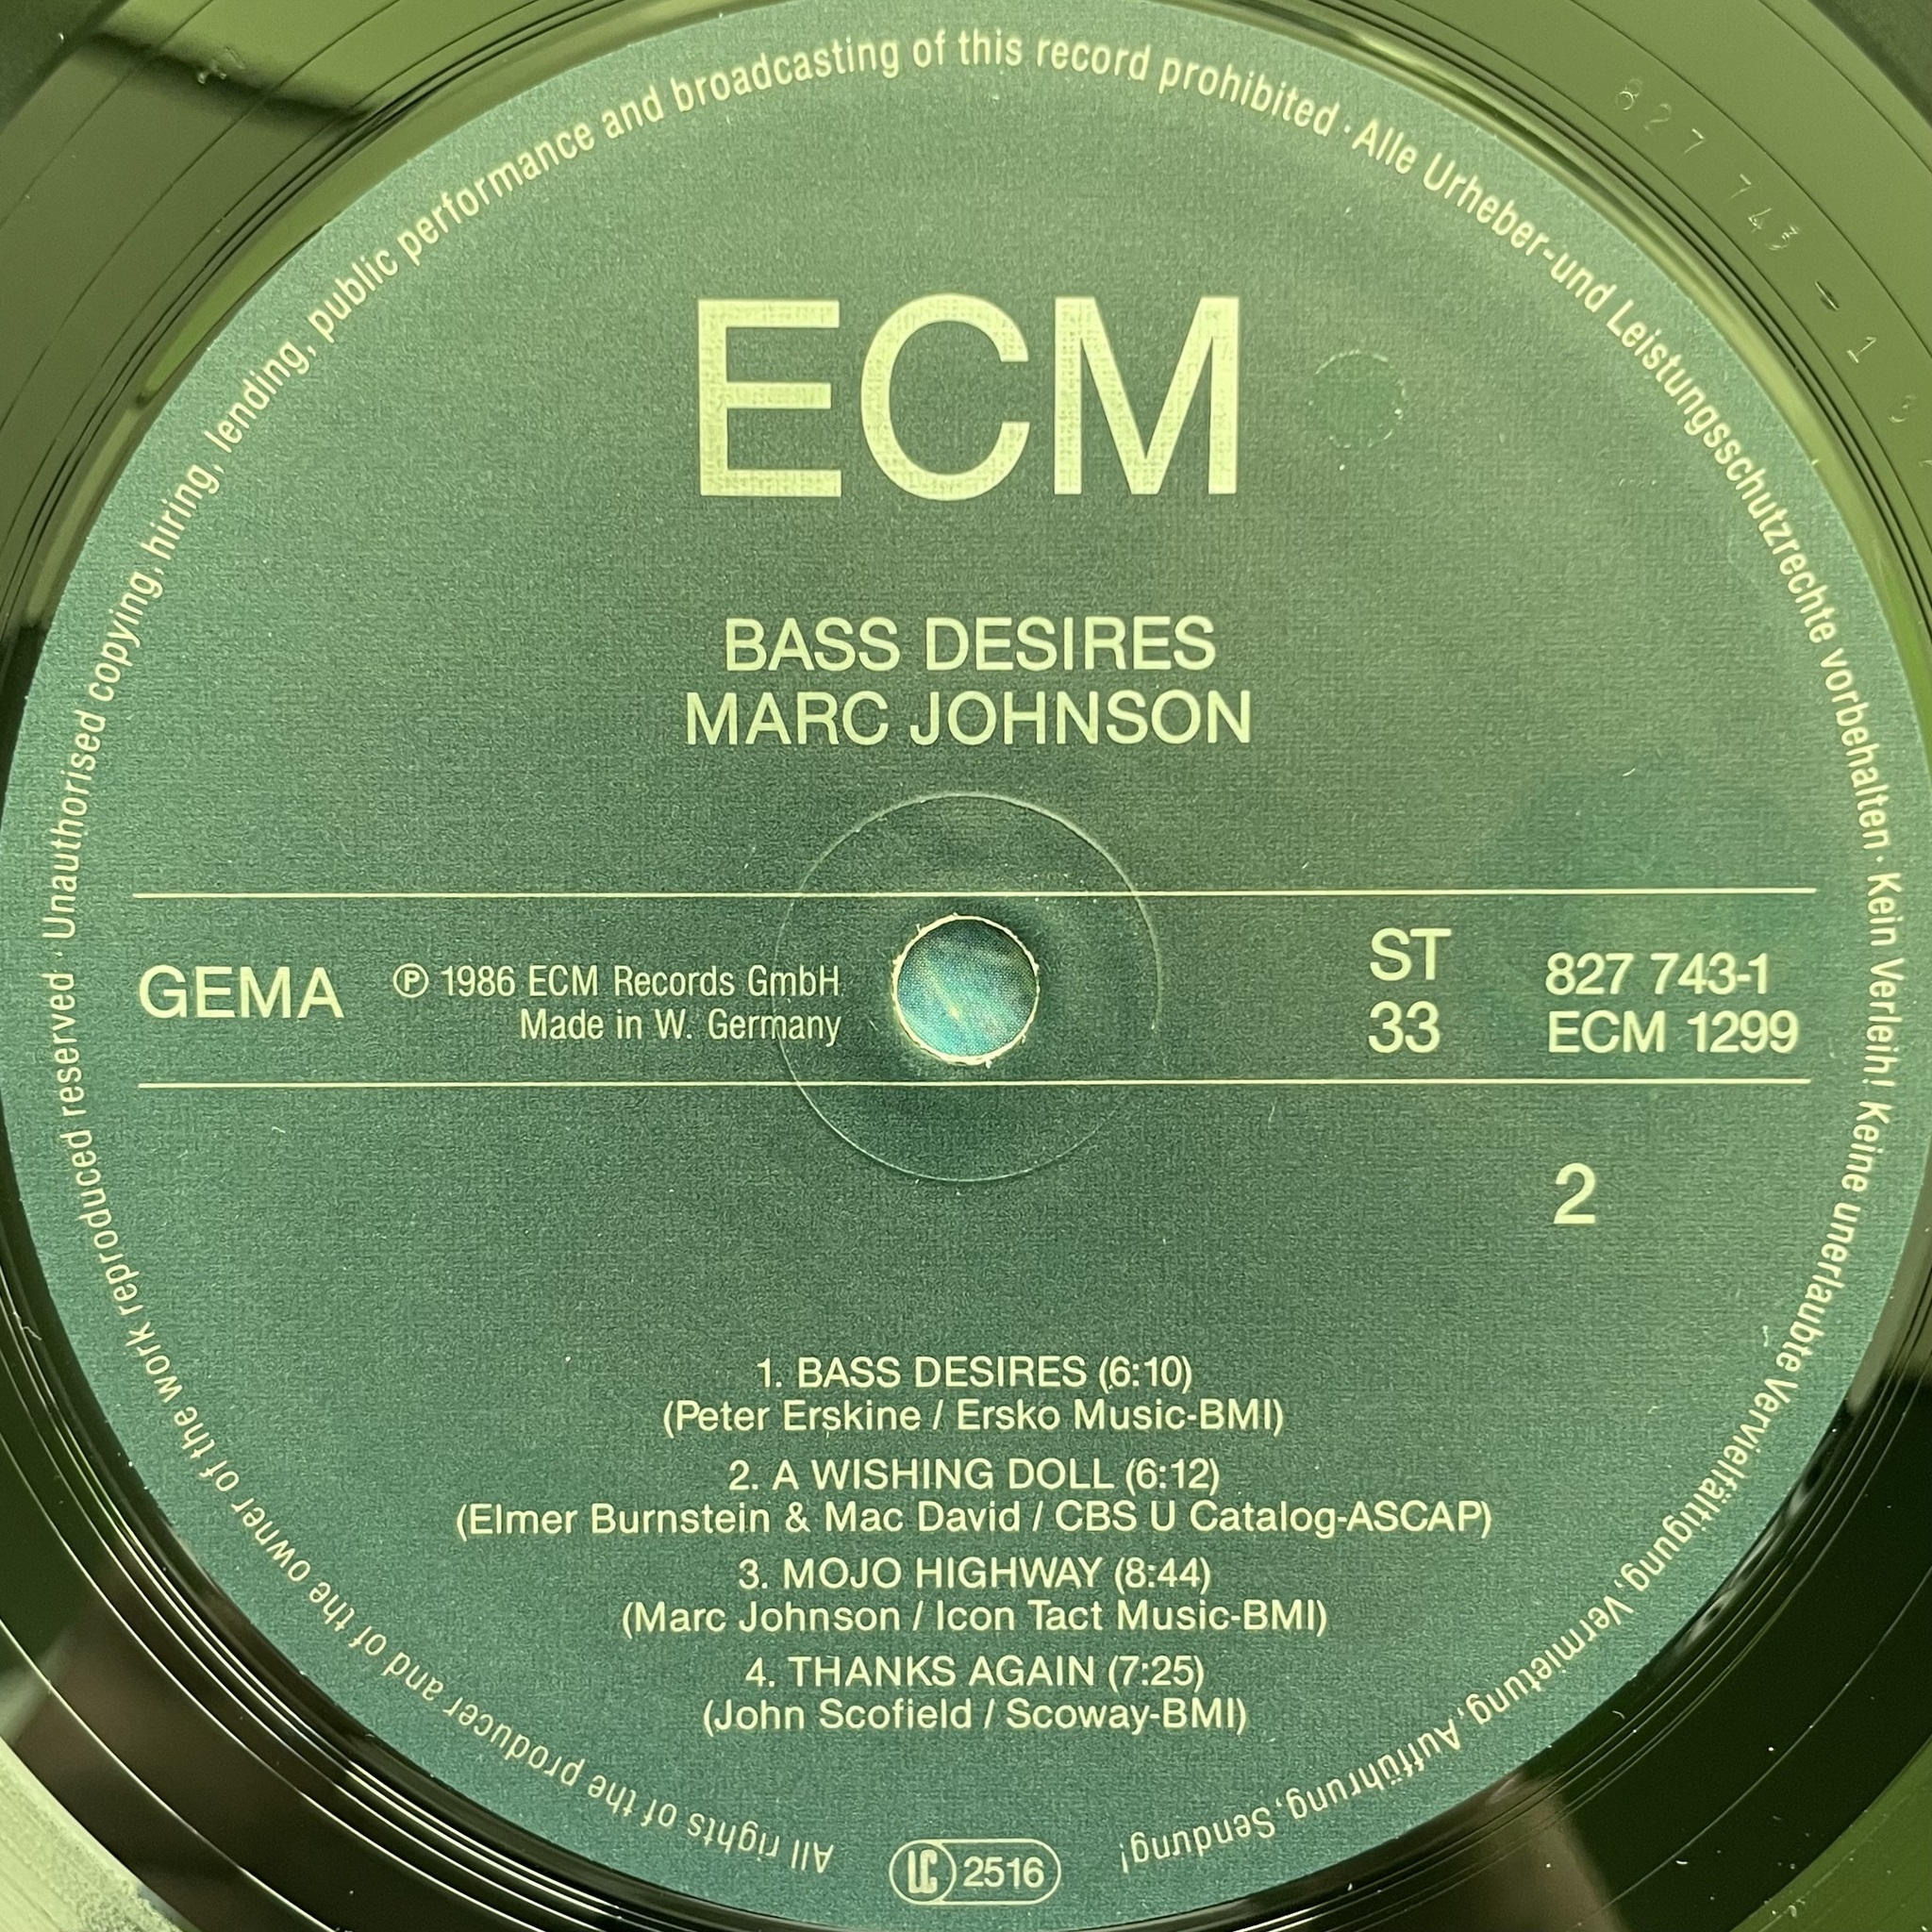 All rights of the producer and of the owner of the work reproduced reserved · Unauthorised copying, hiring, lending, public performance and broadcasting of this record prohibited · Alle Urheber-und Leistungsschutzrechte vorbehalten · Kein Verleih! Keine unerlaubte Vervielfältigung, Vermietung, Aufführung, Sendung!
827 743-1 3
ECM
BASS DESIRES
MARC JOHNSON
GEMA
℗ 1986 ECM Records GmbH
Made in W. Germany
ST
33
827 743-1
ECM 1299
2
1. BASS DESIRES (6:10)
(Peter Erskine / Ersko Music-BMI)
2. A WISHING DOLL (6:12)
(Elmer Burnstein & Mac David / CBS U Catalog-ASCAP)
3. MOJO HIGHWAY (8:44)
(Marc Johnson / Icon Tact Music-BMI)
4. THANKS AGAIN (7:25)
(John Scofield / Scoway-BMI)
LC 2516